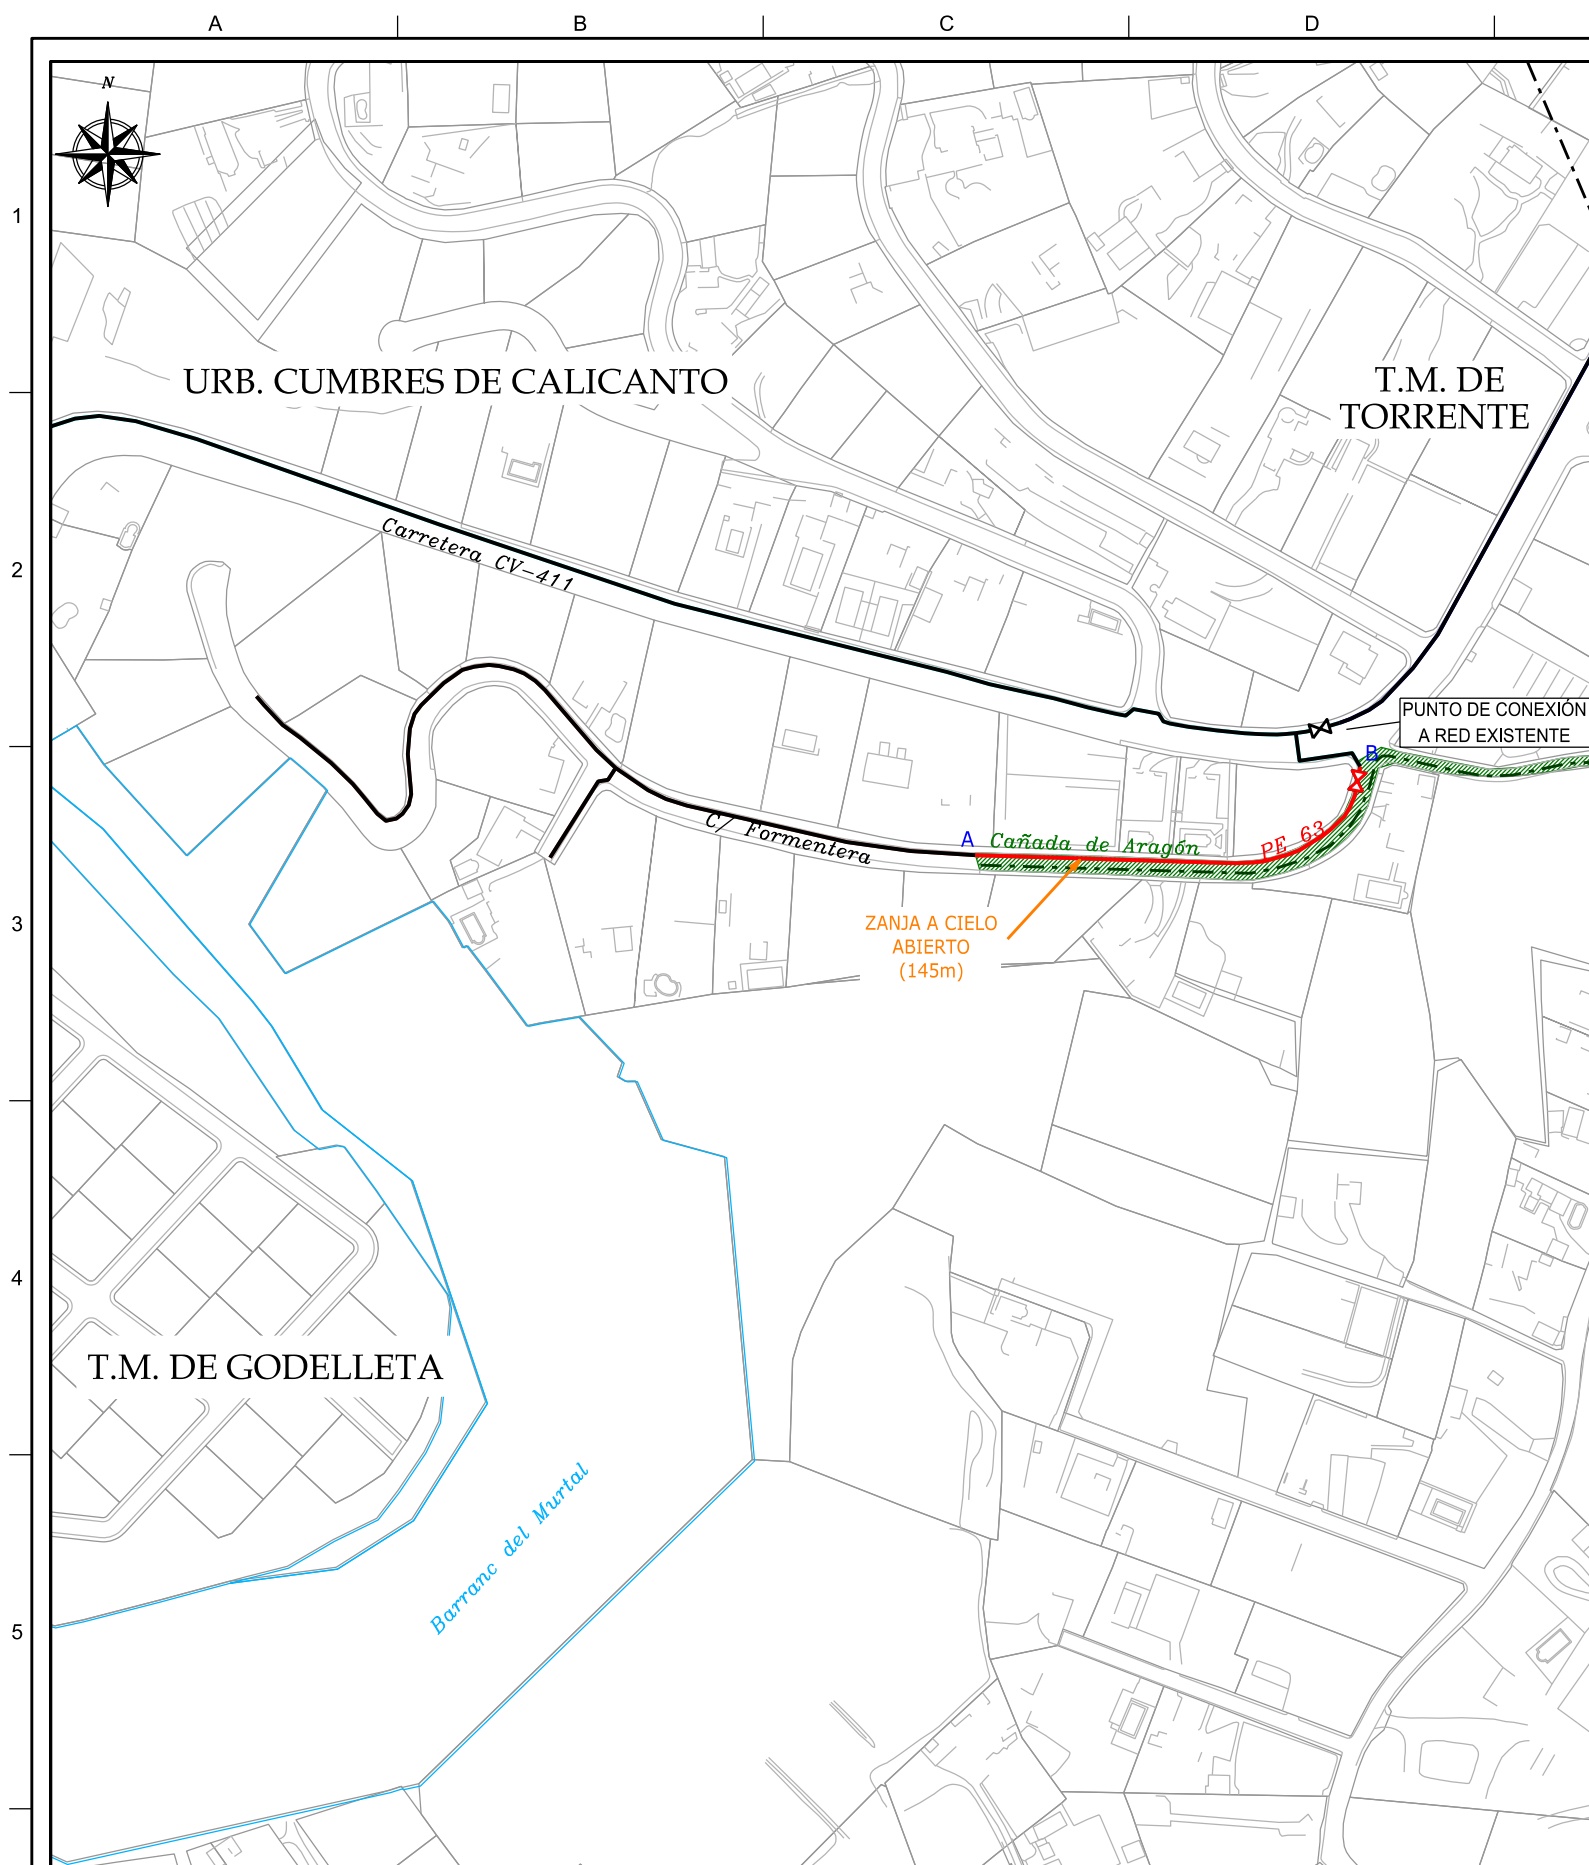 A B C D
N
1
URB. CUMBRES DE CALICANTO
T.M. DE
TORRENTE
Carretera CV-411
2
PUNTO DE CONEXIÓN
A RED EXISTENTE
B
C/ Formentera
A
Cañada de Aragón
PE 63
ZANJA A CIELO
ABIERTO
(145m)
3
4
T.M. DE GODELLETA
Barranc del Murtal
5